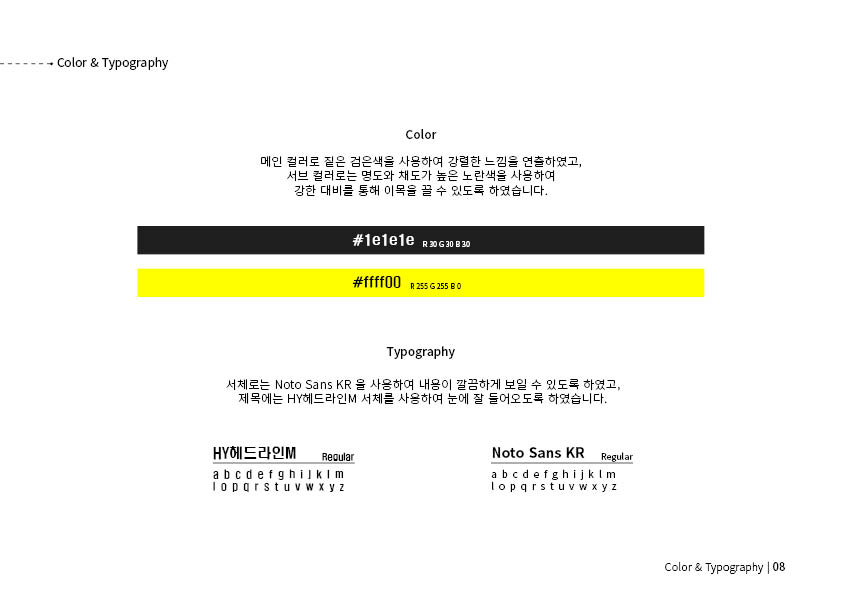 Color & Typography
Color
메인 컬러로 짙은 검은색을 사용하여 강렬한 느낌을 연출하였고,
서브 컬러로는 명도와 채도가 높은 노란색을 사용하여
강한 대비를 통해 이목을 끌 수 있도록 하였습니다.
#1e1e1e R 30 G 30 B 30
#ffff00 R 255 G 255 B 0
Typography
서체로는 Noto Sans KR 을 사용하여 내용이 깔끔하게 보일 수 있도록 하였고,
제목에는 HY헤드라인M 서체를 사용하여 눈에 잘 들어오도록 하였습니다.
HY헤드라인M Regular
a b c d e f g h i j k l m
l o p q r s t u v w x y z
Noto Sans KR Regular
a b c d e f g h i j k l m
l o p q r s t u v w x y z
Color & Typography | 08